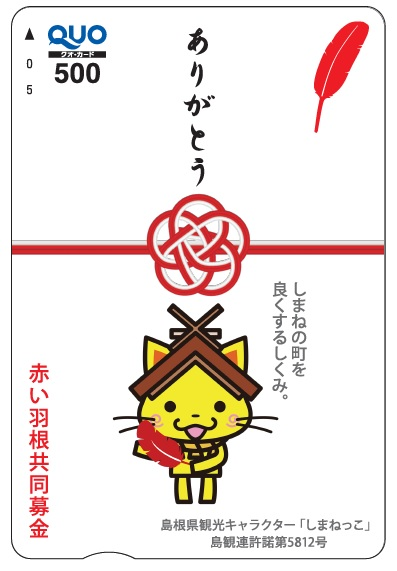 QUO
クオ・カード
500
0
5
ありがとう
しまねの町を
良くするしくみ。
赤い羽根共同募金
島根県観光キャラクター「しまねっこ」
島観連許諾第5812号